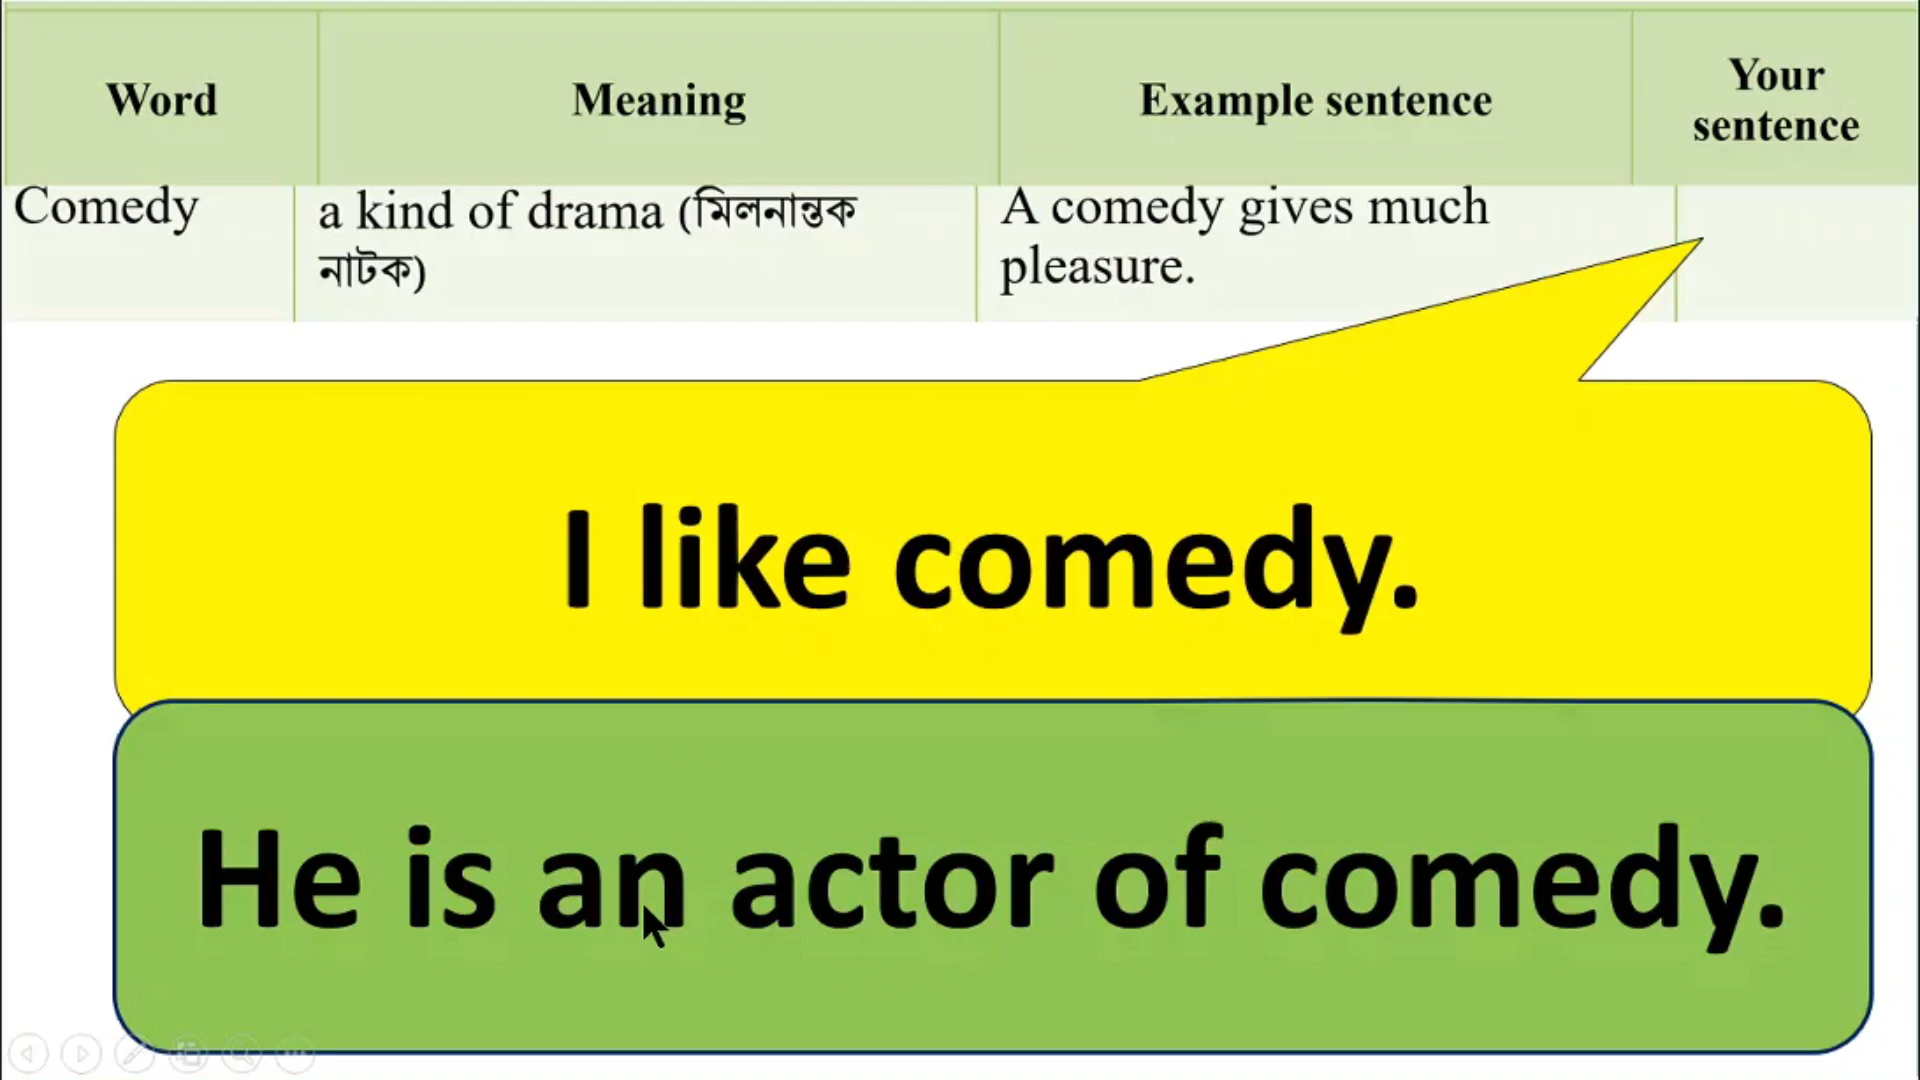 Word
Meaning
Example sentence
Your
sentence
Comedy
a kind of drama (মিলনান্তক
নাটক)
A comedy gives much
pleasure.
I like comedy.
He is an actor of comedy.